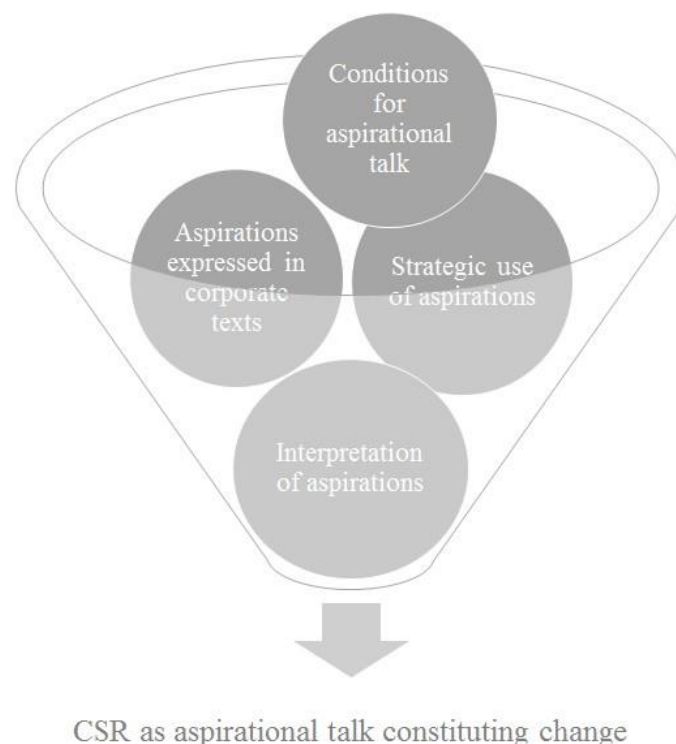 Conditions
for
aspirational
talk
Aspirations
expressed in
corporate
texts
Strategic use
of aspirations
Interpretation
of aspirations
CSR as aspirational talk constituting change